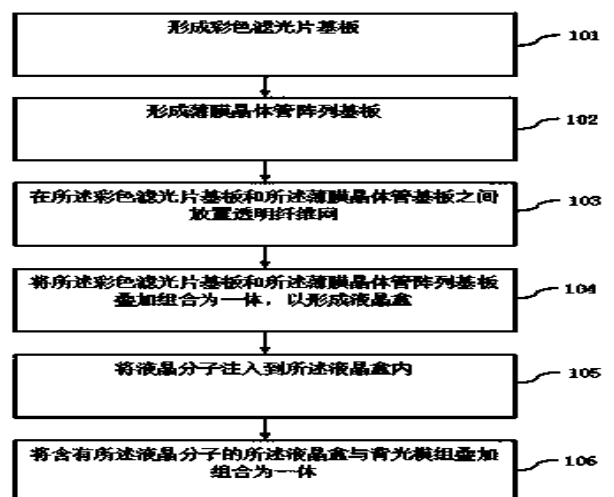 形成彩色滤光片基板
101
形成薄膜晶体管阵列基板
102
在所述彩色滤光片基板和所述薄膜晶体管基板之间
放置透明纤维网
103
将所述彩色滤光片基板和所述薄膜晶体管阵列基板
叠加组合为一体，以形成液晶盒
104
将液晶分子注入到所述液晶盒内
105
将含有所述液晶分子的所述液晶盒与背光模组叠加
组合为一体
106